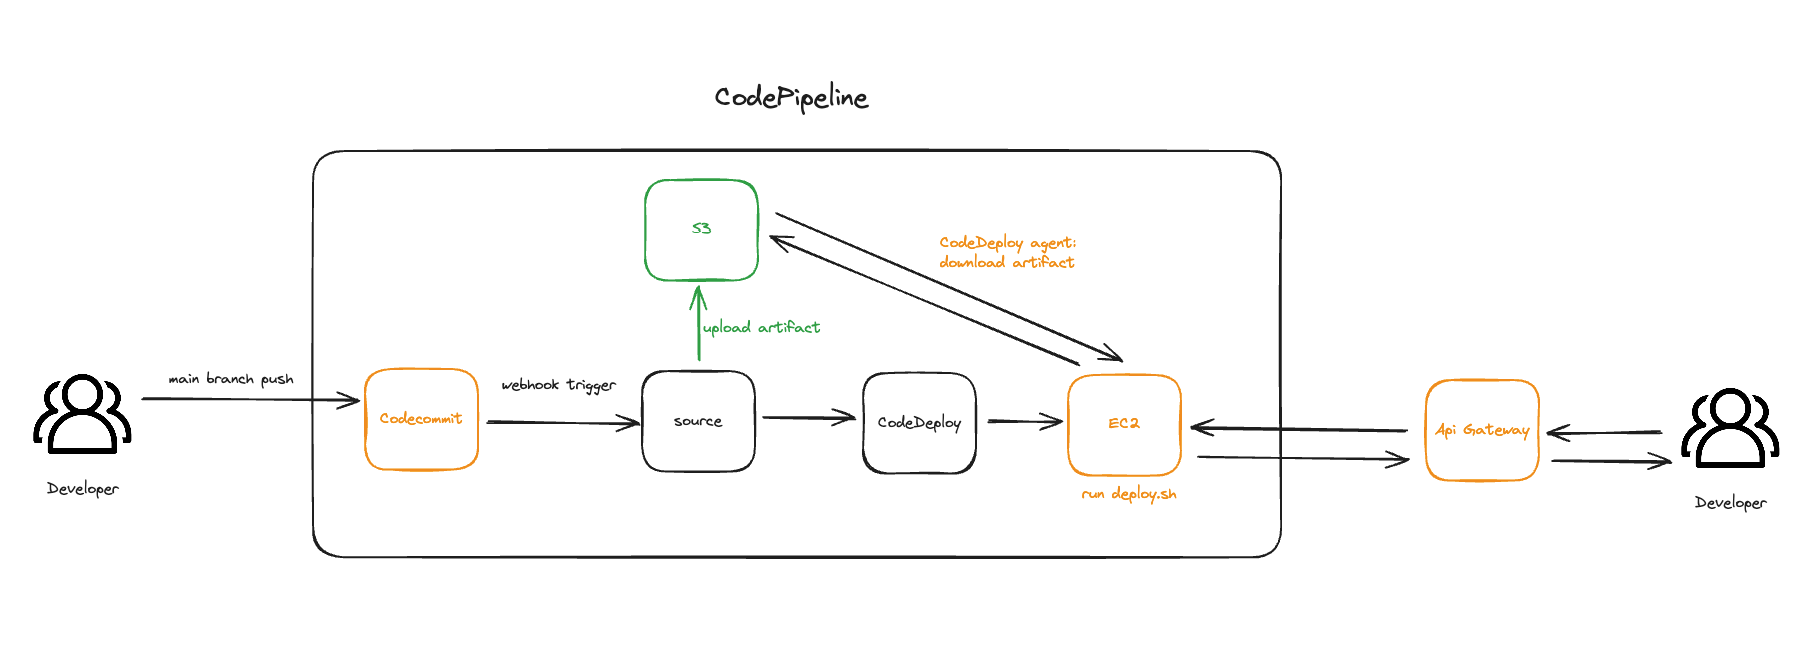 CodePipeline
S3
CodeDeploy agent:
download artifact
upload artifact
main branch push
webhook trigger
Codecommit
source
CodeDeploy
EC2
Api Gateway
run deploy.sh
Developer
Developer